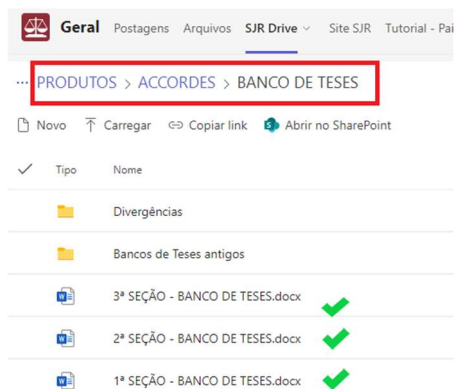 Geral Postagens Arquivos SJR Drive Site SJR Tutorial - Pai
... PRODUTOS > ACCORDES > BANCO DE TESES
Novo Carregar Copiar link Abrir no SharePoint
Tipo Nome
Divergências
Bancos de Teses antigos
3ª SEÇÃO - BANCO DE TESES.docx
2ª SEÇÃO - BANCO DE TESES.docx
1ª SEÇÃO - BANCO DE TESES.docx